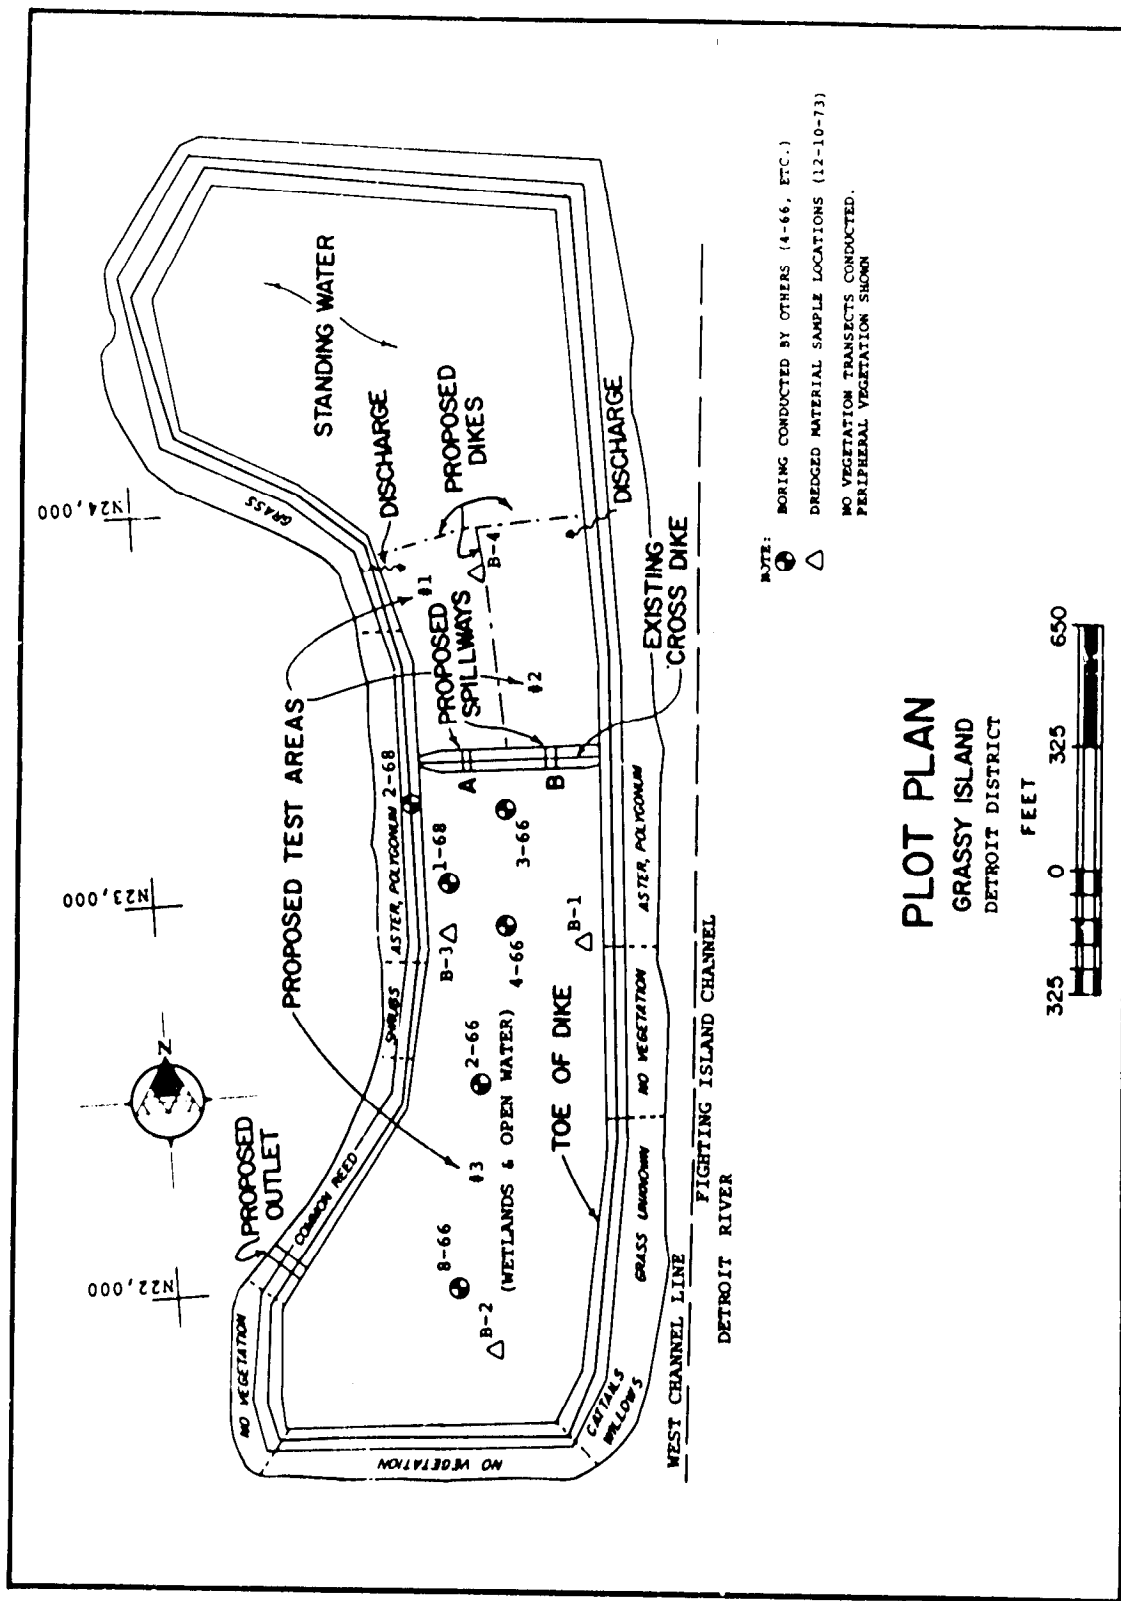 N22,000
N23,000
N24,000
Z
PROPOSED
OUTLET
PROPOSED TEST AREAS
STANDING WATER
NO VEGETATION
COMMON REED
SHRUBS
ASTER, POLYGONUM
2-68
GRASS
DISCHARGE
PROPOSED
DIKES
#1
PROPOSED
SPILLWAYS
B-4
#2
A
B
8-66
B-2
#3
2-66
(WETLANDS & OPEN WATER)
B-3
1-68
4-66
3-66
B-1
TOE OF DIKE
DISCHARGE
EXISTING
CROSS DIKE
NO VEGETATION
CATTAILS
WILLOWS
GRASS UNKNOWN
NO VEGETATION
ASTER, POLYGONUM
WEST CHANNEL LINE
FIGHTING ISLAND CHANNEL
DETROIT RIVER
NOTE:
BORING CONDUCTED BY OTHERS (4-66, ETC.)
DREDGED MATERIAL SAMPLE LOCATIONS (12-10-73)
NO VEGETATION TRANSECTS CONDUCTED.
PERIPHERAL VEGETATION SHOWN
PLOT PLAN
GRASSY ISLAND
DETROIT DISTRICT
FEET
325 0 325 650